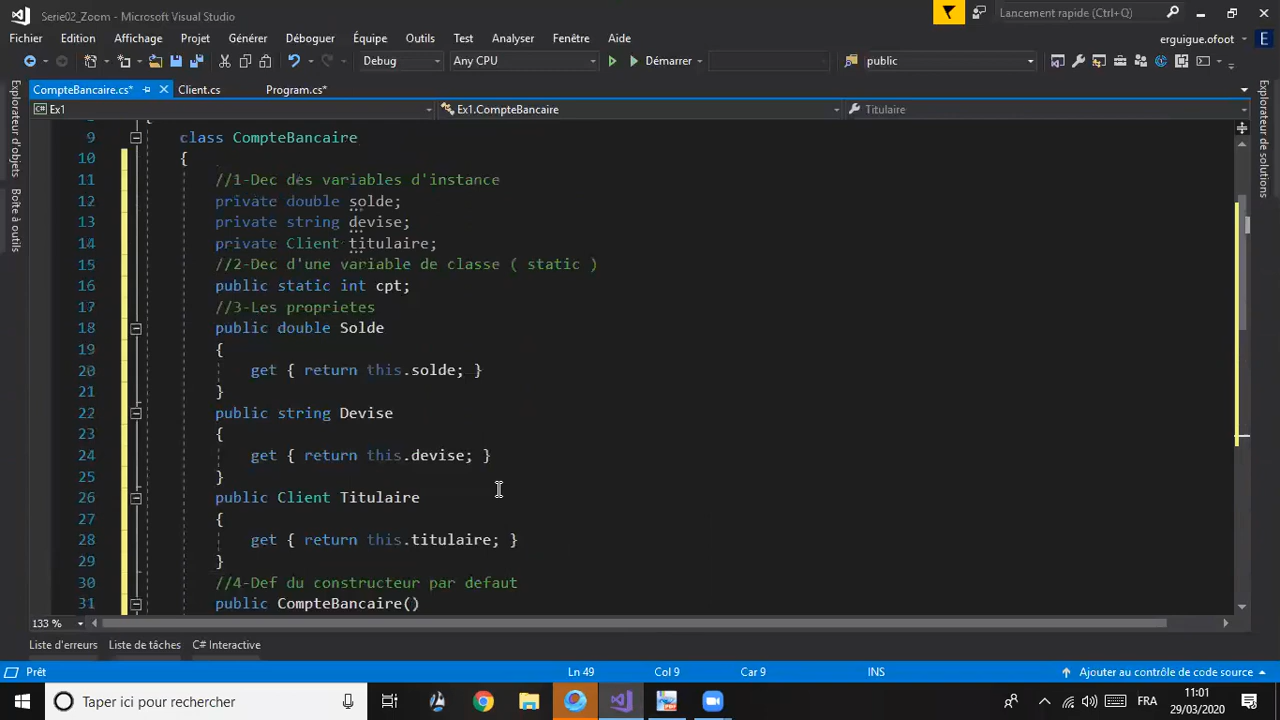 Serie02_Zoom - Microsoft Visual Studio
Lancement rapide (Ctrl+Q)
Fichier Edition Affichage Projet Générer Déboguer Équipe Outils Test Analyser Fenêtre Aide
erguigue.ofoot E
Debug Any CPU Démarrer public
CompteBancaire.cs* Client.cs Program.cs*
Ex1 Ex1.CompteBancaire Titulaire
Explorateur d'objets
Boîte à outils
Explorateur de solutions
9 class CompteBancaire
10 {
11 //1-Dec des variables d'instance
12 private double solde;
13 private string devise;
14 private Client titulaire;
15 //2-Dec d'une variable de classe ( static )
16 public static int cpt;
17 //3-Les proprietes
18 public double Solde
19 {
20 get { return this.solde; }
21 }
22 public string Devise
23 {
24 get { return this.devise; }
25 }
26 public Client Titulaire
27 {
28 get { return this.titulaire; }
29 }
30 //4-Def du constructeur par defaut
31 public CompteBancaire()
133 %
Liste d'erreurs Liste de tâches C# Interactive
Prêt Ln 49 Col 9 Car 9 INS Ajouter au contrôle de code source
Taper ici pour rechercher
FRA
11:01
29/03/2020